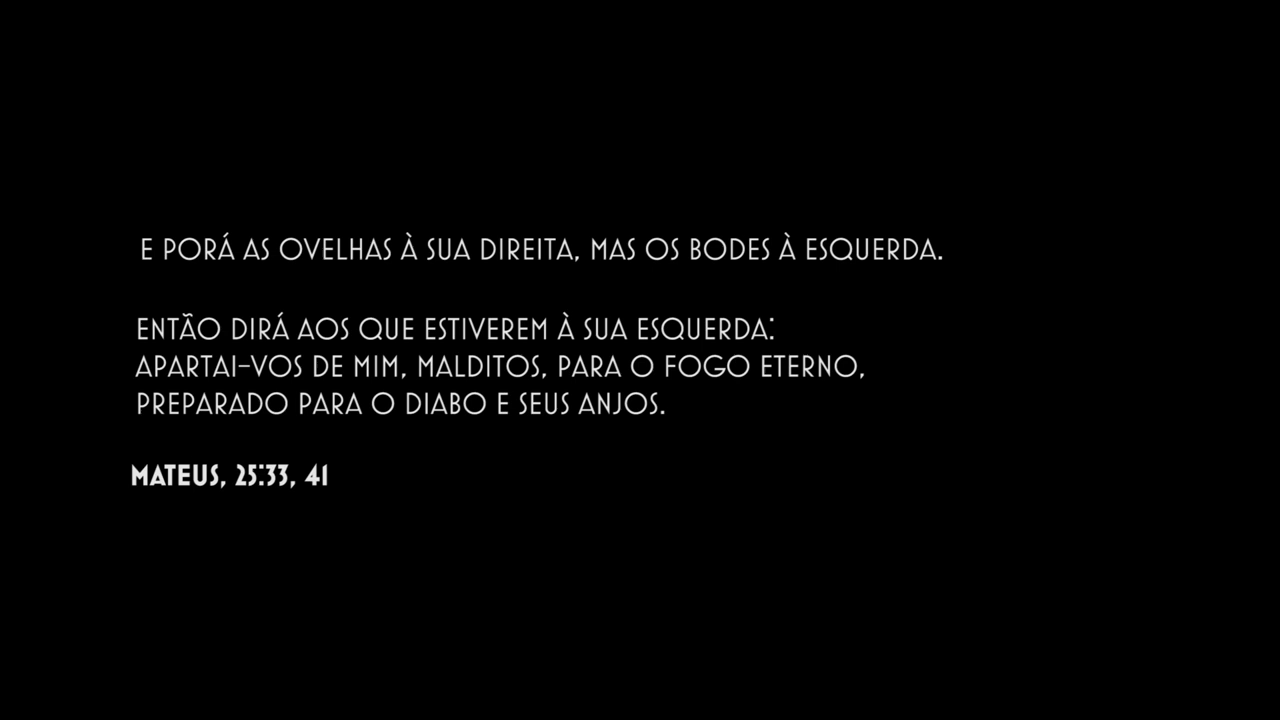 E PORÁ AS OVELHAS À SUA DIREITA, MAS OS BODES À ESQUERDA.
ENTÃO DIRÁ AOS QUE ESTIVEREM À SUA ESQUERDA:
APARTAI-VOS DE MIM, MALDITOS, PARA O FOGO ETERNO,
PREPARADO PARA O DIABO E SEUS ANJOS.
MATEUS, 25:33, 41